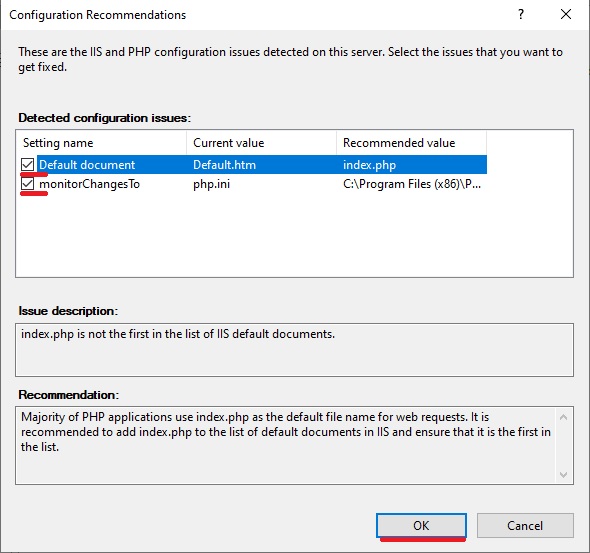 Configuration Recommendations ? ×
These are the IIS and PHP configuration issues detected on this server. Select the issues that you want to
get fixed.
Detected configuration issues:
Setting name Current value Recommended value
Default document Default.htm index.php
monitorChangesTo php.ini C:\Program Files (x86)\P...
Issue description:
index.php is not the first in the list of IIS default documents.
Recommendation:
Majority of PHP applications use index.php as the default file name for web requests. It is
recommended to add index.php to the list of default documents in IIS and ensure that it is the first in
the list.
OK Cancel